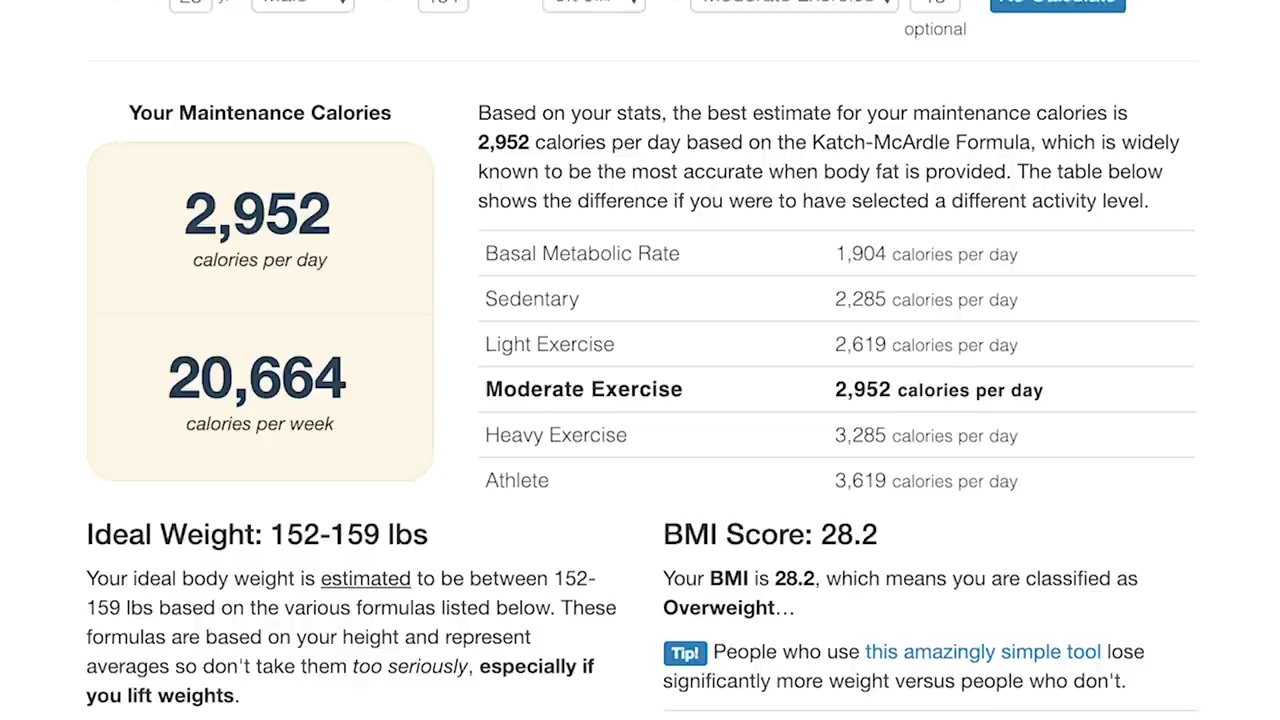 optional
Your Maintenance Calories
2,952
calories per day
20,664
calories per week
Based on your stats, the best estimate for your maintenance calories is
2,952 calories per day based on the Katch-McArdle Formula, which is widely
known to be the most accurate when body fat is provided. The table below
shows the difference if you were to have selected a different activity level.
Basal Metabolic Rate 1,904 calories per day
Sedentary 2,285 calories per day
Light Exercise 2,619 calories per day
Moderate Exercise 2,952 calories per day
Heavy Exercise 3,285 calories per day
Athlete 3,619 calories per day
Ideal Weight: 152-159 lbs
Your ideal body weight is estimated to be between 152-
159 lbs based on the various formulas listed below. These
formulas are based on your height and represent
averages so don't take them too seriously, especially if
you lift weights.
BMI Score: 28.2
Your BMI is 28.2, which means you are classified as
Overweight...
Tip! People who use this amazingly simple tool lose
significantly more weight versus people who don't.